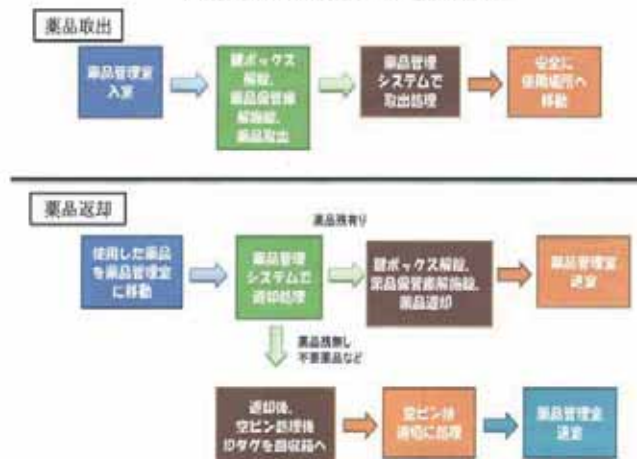 薬品取出
薬品管理室
入室
鍵ボックス
解錠、
薬品保管庫
解施錠、
薬品取出
薬品管理
システムで
取出処理
安全に
使用場所へ
移動
薬品返却
使用した薬品
を薬品管理室
に移動
薬品管理
システムで
返却処理
薬品残有り
鍵ボックス解錠、
薬品保管庫解施錠、
薬品返却
薬品管理室
退室
薬品残無し
不要薬品など
返却後、
空ビン処理後
IDタグを回収箱へ
空ビンは
適切に処理
薬品管理室
退室